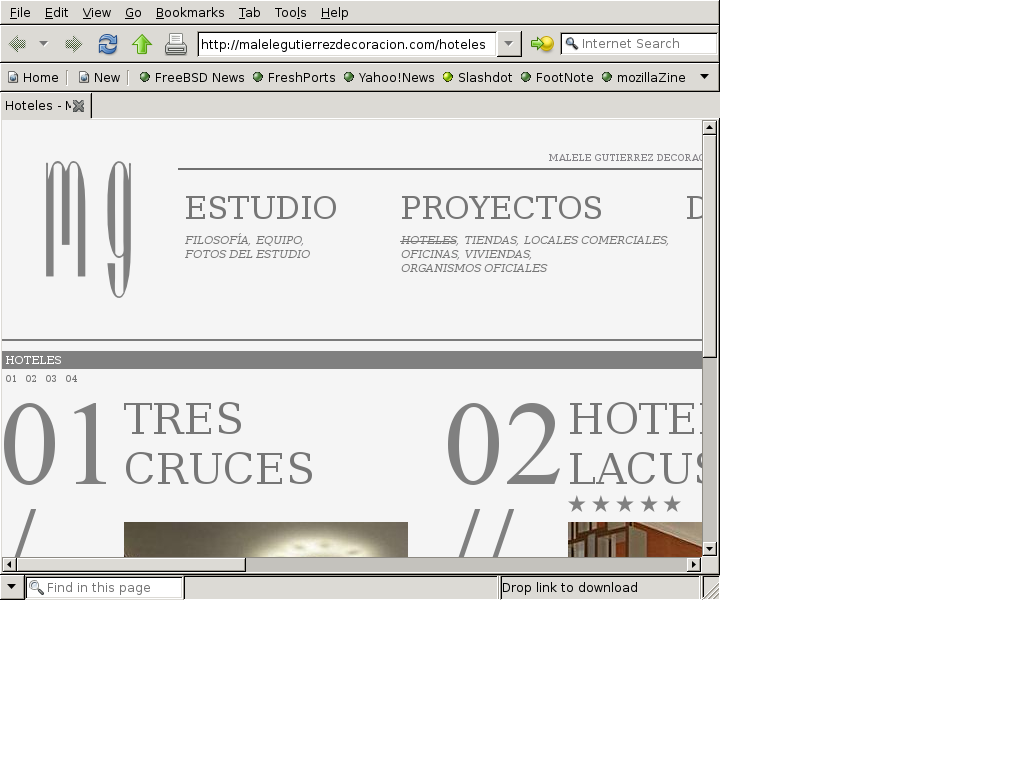 File Edit View Go Bookmarks Tab Tools Help
http://malelegutierrezdecoracion.com/hoteles Internet Search
Home New FreeBSD News FreshPorts Yahoo!News Slashdot FootNote mozillaZine
Hoteles - M
MALELE GUTIERREZ DECORAC
mg
ESTUDIO PROYECTOS D
FILOSOFÍA, EQUIPO, HOTELES, TIENDAS, LOCALES COMERCIALES,
FOTOS DEL ESTUDIO OFICINAS, VIVIENDAS,
ORGANISMOS OFICIALES
HOTELES
01 02 03 04
01 TRES 02 HOTEL
CRUCES LACUS
★★★★★
/ //
Find in this page Drop link to download